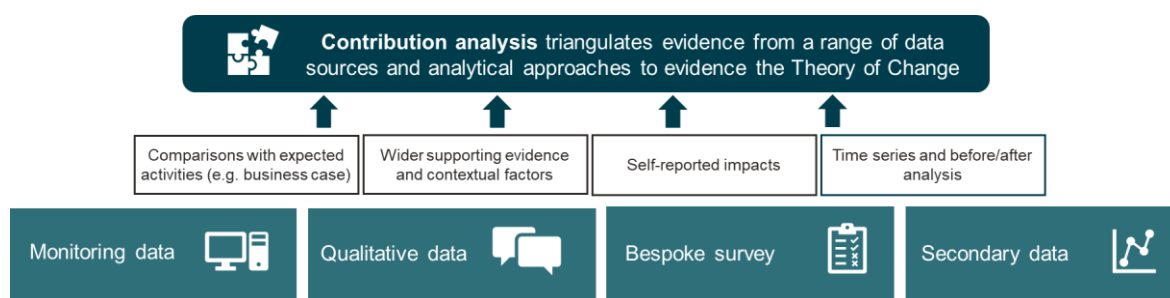 Contribution analysis triangulates evidence from a range of data
sources and analytical approaches to evidence the Theory of Change
Comparisons with expected
activities (e.g. business case)
Wider supporting evidence
and contextual factors
Self-reported impacts
Time series and before/after
analysis
Monitoring data
Qualitative data
Bespoke survey
Secondary data